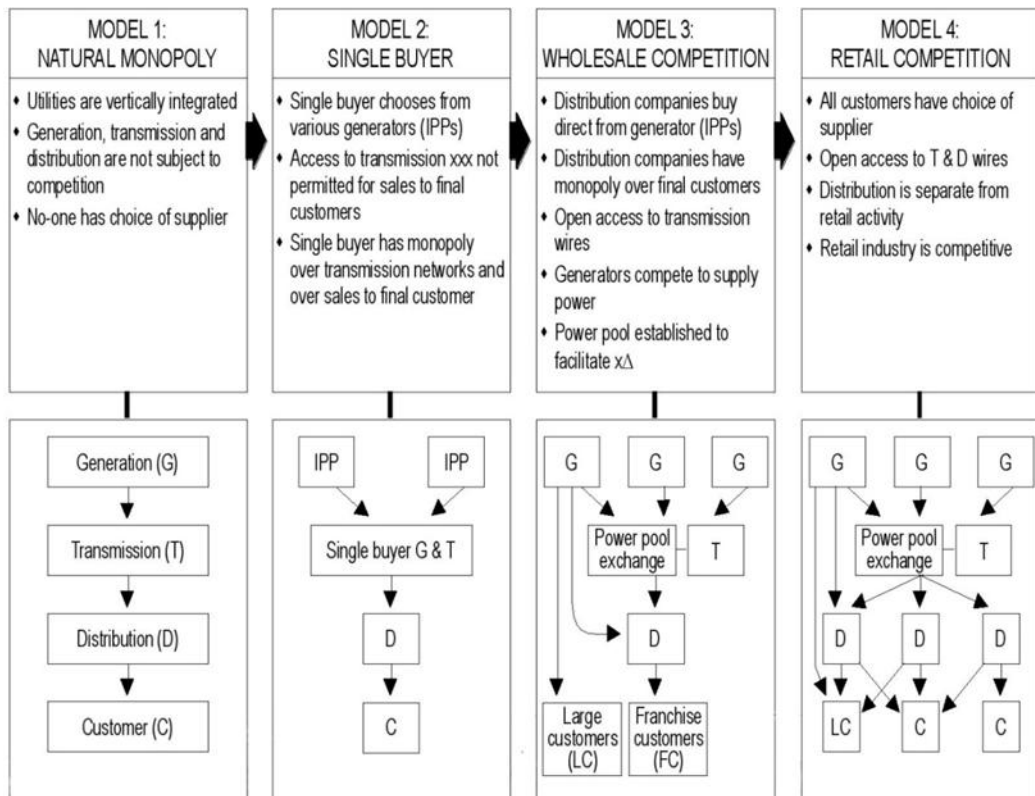 MODEL 1:
NATURAL MONOPOLY
• Utilities are vertically integrated
• Generation, transmission and
distribution are not subject to
competition
• No-one has choice of supplier
MODEL 2:
SINGLE BUYER
• Single buyer chooses from
various generators (IPPs)
• Access to transmission xxx not
permitted for sales to final
customers
• Single buyer has monopoly
over transmission networks and
over sales to final customer
MODEL 3:
WHOLESALE COMPETITION
• Distribution companies buy
direct from generator (IPPs)
• Distribution companies have
monopoly over final customers
• Open access to transmission
wires
• Generators compete to supply
power
• Power pool established to
facilitate xΔ
MODEL 4:
RETAIL COMPETITION
• All customers have choice of
supplier
• Open access to T & D wires
• Distribution is separate from
retail activity
• Retail industry is competitive
Generation (G)
Transmission (T)
Distribution (D)
Customer (C)
IPP
IPP
Single buyer G & T
D
C
G
G
G
Power pool
exchange
T
D
Large
customers
(LC)
Franchise
customers
(FC)
G
G
G
Power pool
exchange
T
D
D
D
LC
C
C